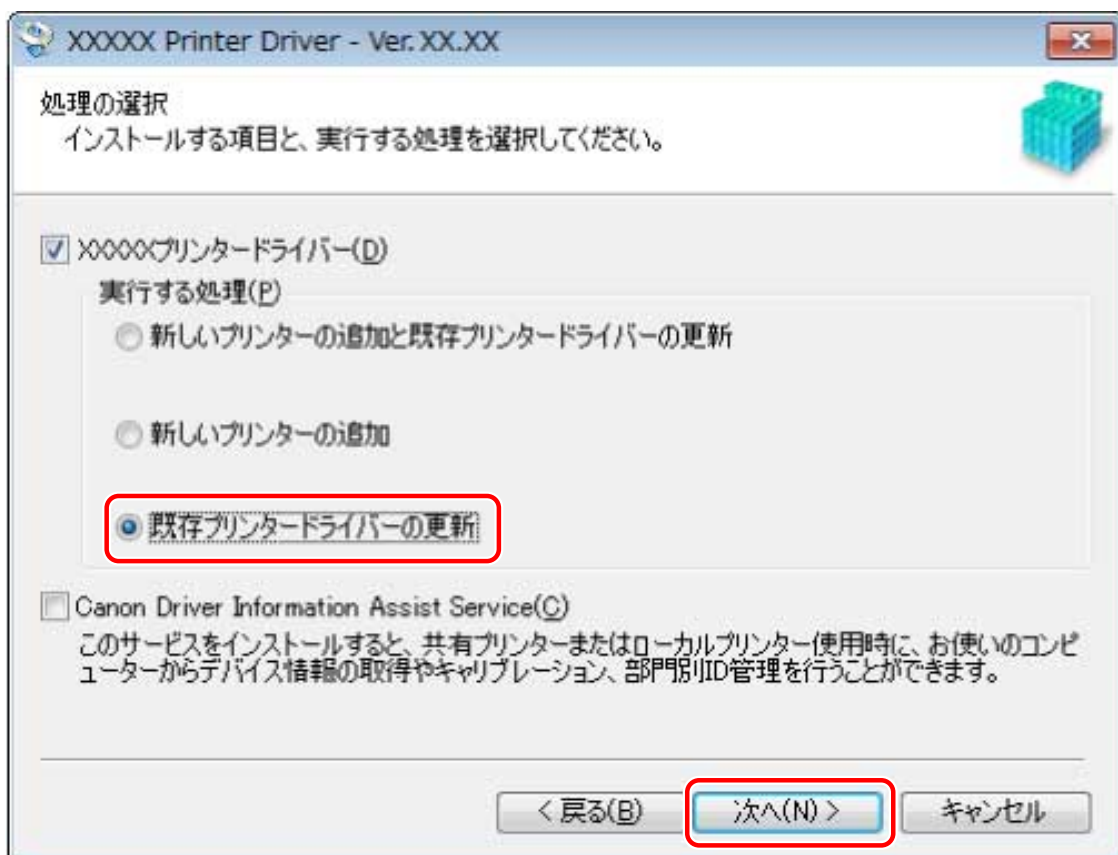 XXXXX Printer Driver - Ver. XX.XX
処理の選択
インストールする項目と、実行する処理を選択してください。
XXXXXプリンタードライバー(D)
実行する処理(P)
新しいプリンターの追加と既存プリンタードライバーの更新
新しいプリンターの追加
既存プリンタードライバーの更新
Canon Driver Information Assist Service(C)
このサービスをインストールすると、共有プリンターまたはローカルプリンター使用時に、お使いのコンピ
ューターからデバイス情報の取得やキャリブレーション、部門別ID管理を行うことができます。
< 戻る(B)
次へ(N) >
キャンセル